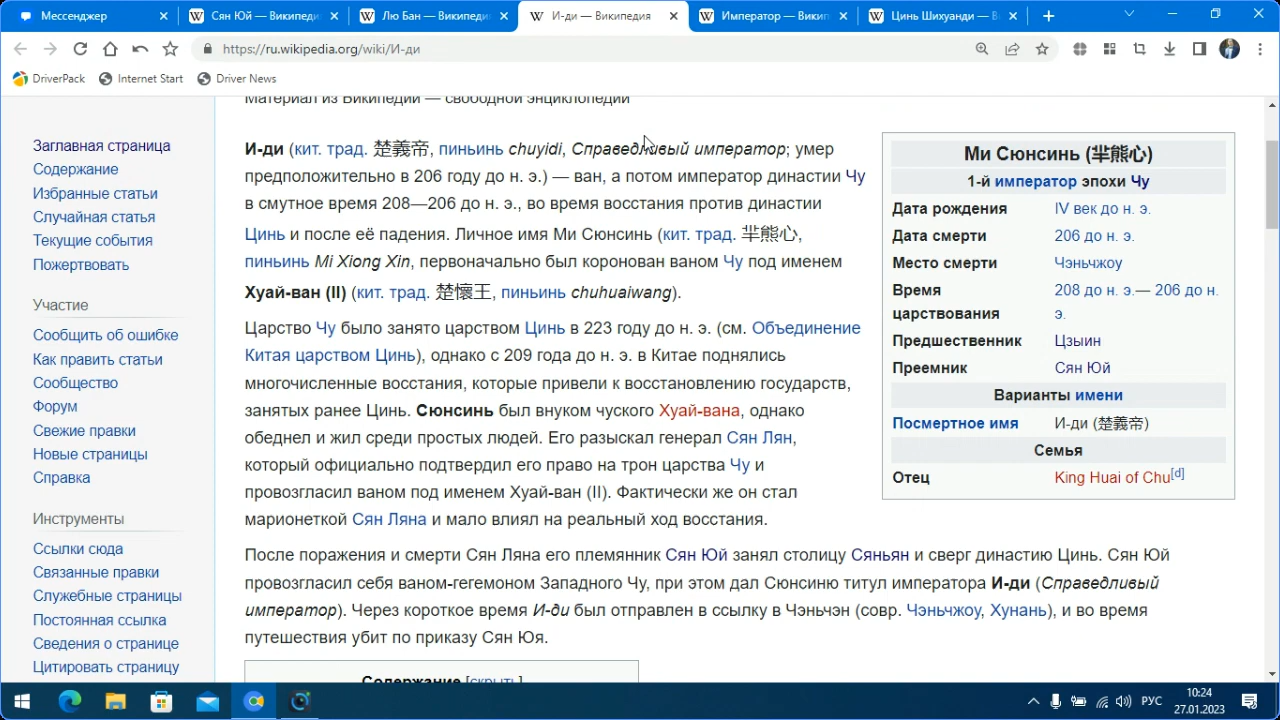 Мессенджер
Сян Юй — Википеди
Лю Бан — Википеди
И-ди — Википедия
Император — Викип
Цинь Шихуанди — В
https://ru.wikipedia.org/wiki/И-ди
DriverPack
Internet Start
Driver News
Материал из Википедии — свободной энциклопедии
Заглавная страница
Содержание
Избранные статьи
Случайная статья
Текущие события
Пожертвовать
Участие
Сообщить об ошибке
Как править статьи
Сообщество
Форум
Свежие правки
Новые страницы
Справка
Инструменты
Ссылки сюда
Связанные правки
Служебные страницы
Постоянная ссылка
Сведения о странице
Цитировать страницу
И-ди (кит. трад. 楚義帝, пиньинь chuyidi, Справедливый император; умер
предположительно в 206 году до н. э.) — ван, а потом император династии Чу
в смутное время 208—206 до н. э., во время восстания против династии
Цинь и после её падения. Личное имя Ми Сюнсинь (кит. трад. 羋熊心,
пиньинь Mi Xiong Xin, первоначально был коронован ваном Чу под именем
Хуай-ван (II) (кит. трад. 楚懷王, пиньинь chuhuaiwang).
Царство Чу было занято царством Цинь в 223 году до н. э. (см. Объединение
Китая царством Цинь), однако с 209 года до н. э. в Китае поднялись
многочисленные восстания, которые привели к восстановлению государств,
занятых ранее Цинь. Сюнсинь был внуком чуского Хуай-вана, однако
обеднел и жил среди простых людей. Его разыскал генерал Сян Лян,
который официально подтвердил его право на трон царства Чу и
провозгласил ваном под именем Хуай-ван (II). Фактически же он стал
марионеткой Сян Ляна и мало влиял на реальный ход восстания.
После поражения и смерти Сян Ляна его племянник Сян Юй занял столицу Сяньян и сверг династию Цинь. Сян Юй
провозгласил себя ваном-гегемоном Западного Чу, при этом дал Сюнсиню титул императора И-ди (Справедливый
император). Через короткое время И-ди был отправлен в ссылку в Чэньчэн (совр. Чэньчжоу, Хунань), и во время
путешествия убит по приказу Сян Юя.
Содержание [скрыть]
Ми Сюнсинь (羋熊心)
1-й император эпохи Чу
Дата рождения IV век до н. э.
Дата смерти 206 до н. э.
Место смерти Чэньчжоу
Время 208 до н. э.— 206 до н.
царствования э.
Предшественник Цзыин
Преемник Сян Юй
Варианты имени
Посмертное имя И-ди (楚義帝)
Семья
Отец King Huai of Chu[d]
РУС
10:24
27.01.2023